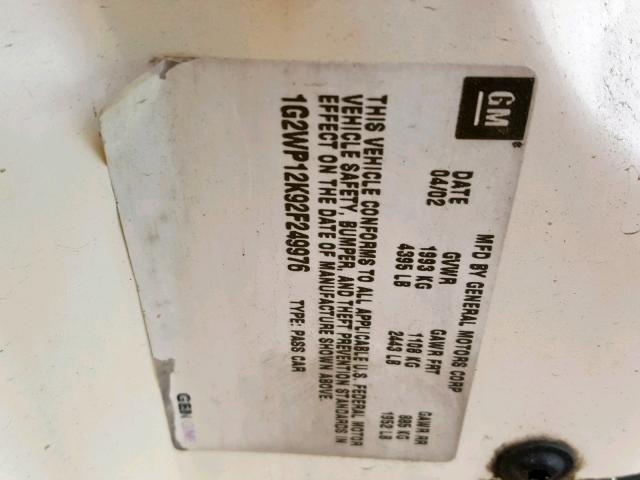 GM
MFD BY GENERAL MOTORS CORP
DATE GVWR GAWR FRT GAWR RR
04/02 1993 KG 1108 KG 885 KG
4395 LB 2443 LB 1952 LB
THIS VEHICLE CONFORMS TO ALL APPLICABLE U.S. FEDERAL MOTOR
VEHICLE SAFETY, BUMPER, AND THEFT PREVENTION STANDARDS IN
EFFECT ON THE DATE OF MANUFACTURE SHOWN ABOVE.
1G2WP12K92F249976 TYPE: PASS CAR